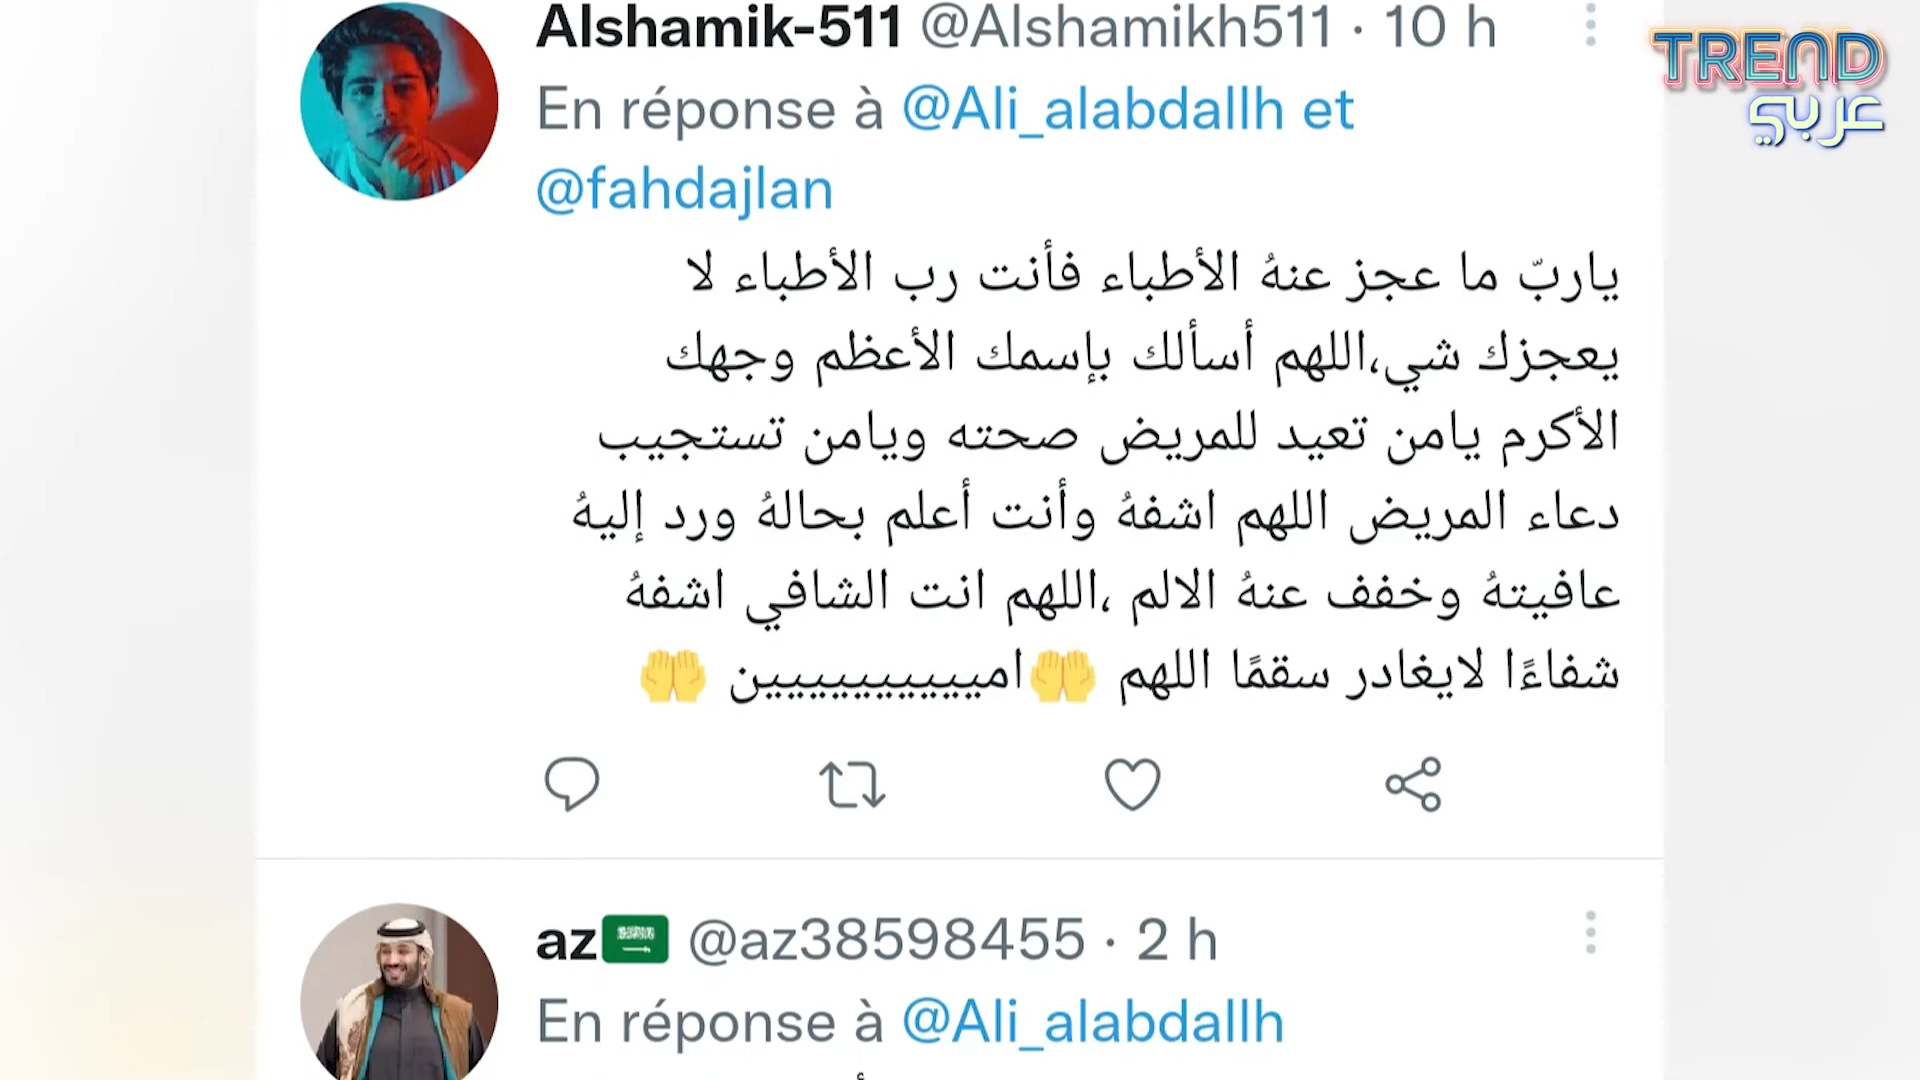 Alshamik-511 @Alshamikh511 · 10 h
TREND
عربي
En réponse à @Ali_alabdallh et
@fahdajlan
ياربّ ما عجز عنهُ الأطباء فأنت رب الأطباء لا
يعجزك شي،اللهم أسألك بإسمك الأعظم وجهك
الأكرم يامن تعيد للمريض صحته ويامن تستجيب
دعاء المريض اللهم اشفهُ وأنت أعلم بحالهُ ورد إليهُ
عافيتهُ وخفف عنهُ الالم ،اللهم انت الشافي اشفهُ
شفاءًا لايغادر سقمًا اللهم 🤲امييييييييييين 🤲
az🇸🇦 @az38598455 · 2 h
En réponse à @Ali_alabdallh